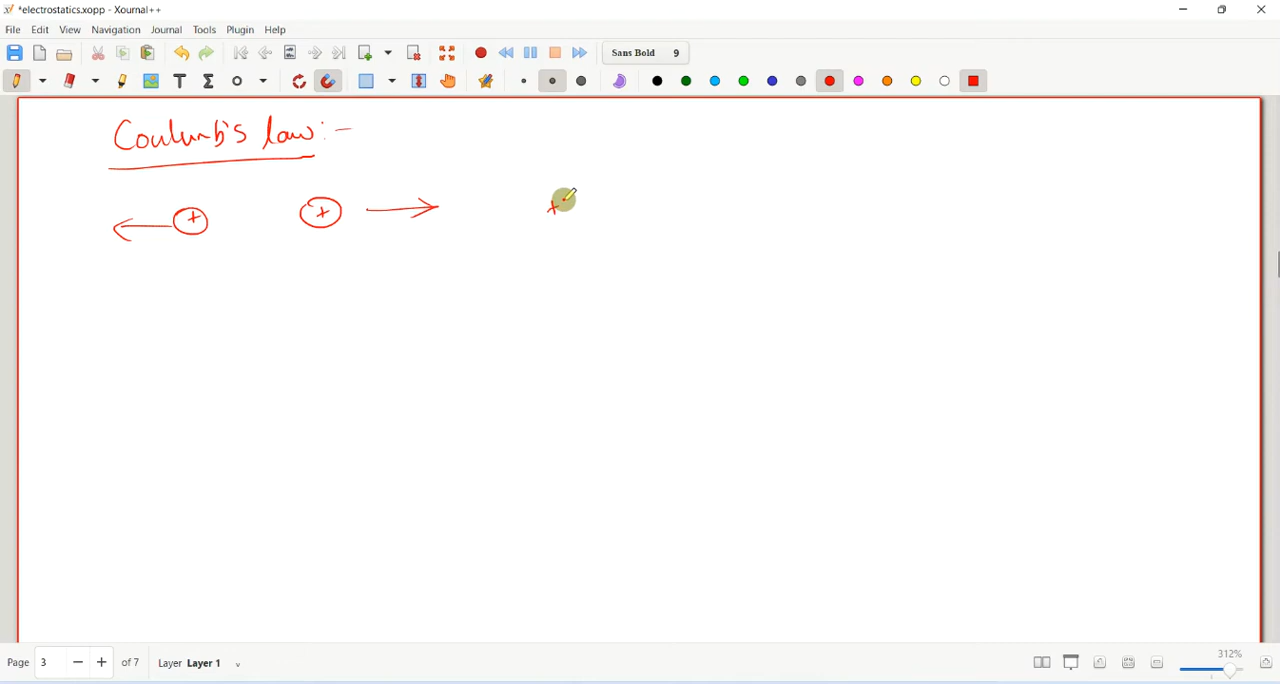 *electrostatics.xopp - Xournal++
File Edit View Navigation Journal Tools Plugin Help
Sans Bold 9
Coulumb's law :-
+ + +
Page 3 of 7 Layer Layer 1 312%